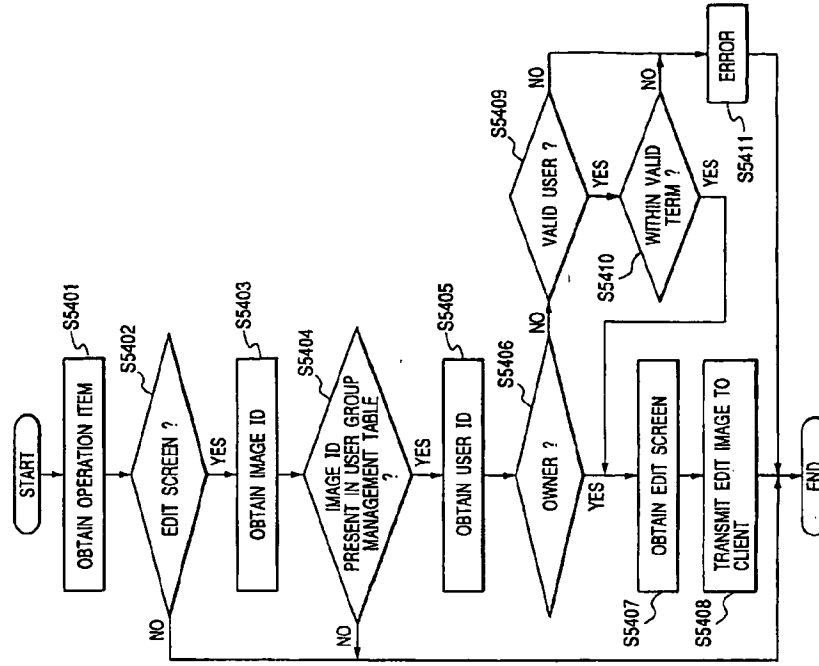 START
S5401
OBTAIN OPERATION ITEM
S5402
EDIT SCREEN ?
NO
YES
S5403
OBTAIN IMAGE ID
S5404
IMAGE ID
PRESENT IN USER GROUP
MANAGEMENT TABLE
?
NO
YES
S5405
OBTAIN USER ID
S5406
OWNER ?
NO
YES
S5409
VALID USER ?
NO
YES
S5410
WITHIN VALID
TERM ?
NO
YES
ERROR
S5411
S5407
OBTAIN EDIT SCREEN
S5408
TRANSMIT EDIT IMAGE TO
CLIENT
END